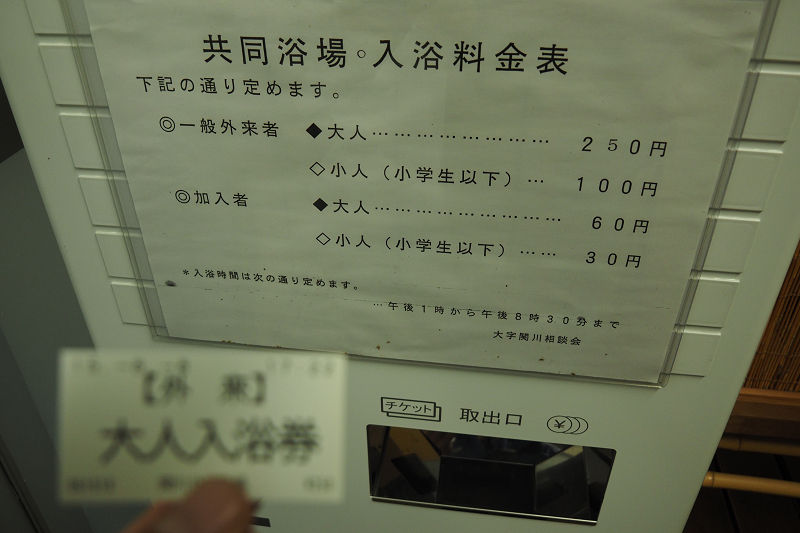 共同浴場。入浴料金表
下記の通り定めます。
◎一般外来者 ◆大人………………………… 250円
◇小人（小学生以下）… 100円
◎加入者 ◆大人………………………… 60円
◇小人（小学生以下）…… 30円
＊入浴時間は次の通り定めます。
…午後1時から午後8時30分まで
大字関川相談会
チケット 取出口 ¥
【外 来】
大人入浴券